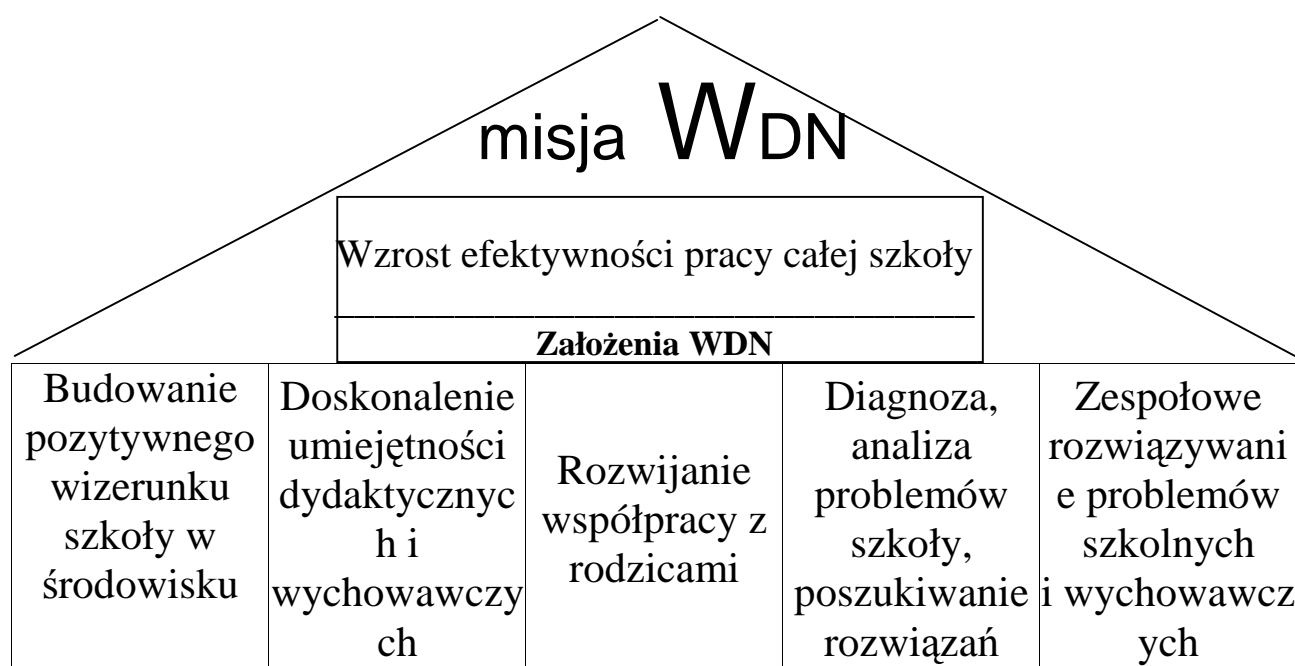 misja WDN
Wzrost efektywności pracy całej szkoły
Założenia WDN
Budowanie
pozytywnego
wizerunku
szkoły w
środowisku
Doskonalenie
umiejętności
dydaktycznyc
h i
wychowawczy
ch
Rozwijanie
współpracy z
rodzicami
Diagnoza,
analiza
problemów
szkoły,
poszukiwanie
rozwiązań
Zespołowe
rozwiązywani
e problemów
szkolnych
i wychowawcz
ych